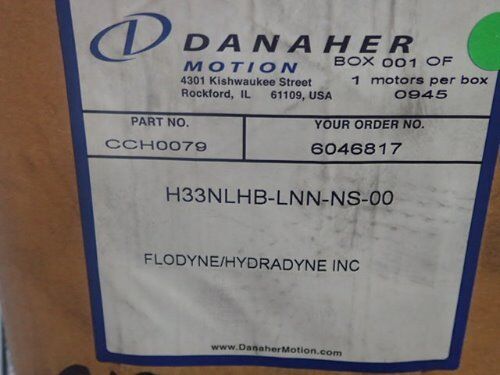 DANAHER
MOTION
4301 Kishwaukee Street
Rockford, IL 61109, USA
BOX 001 OF
1 motors per box
0945
PART NO.
CCH0079
YOUR ORDER NO.
6046817
H33NLHB-LNN-NS-00
FLODYNE/HYDRADYNE INC
www.DanaherMotion.com